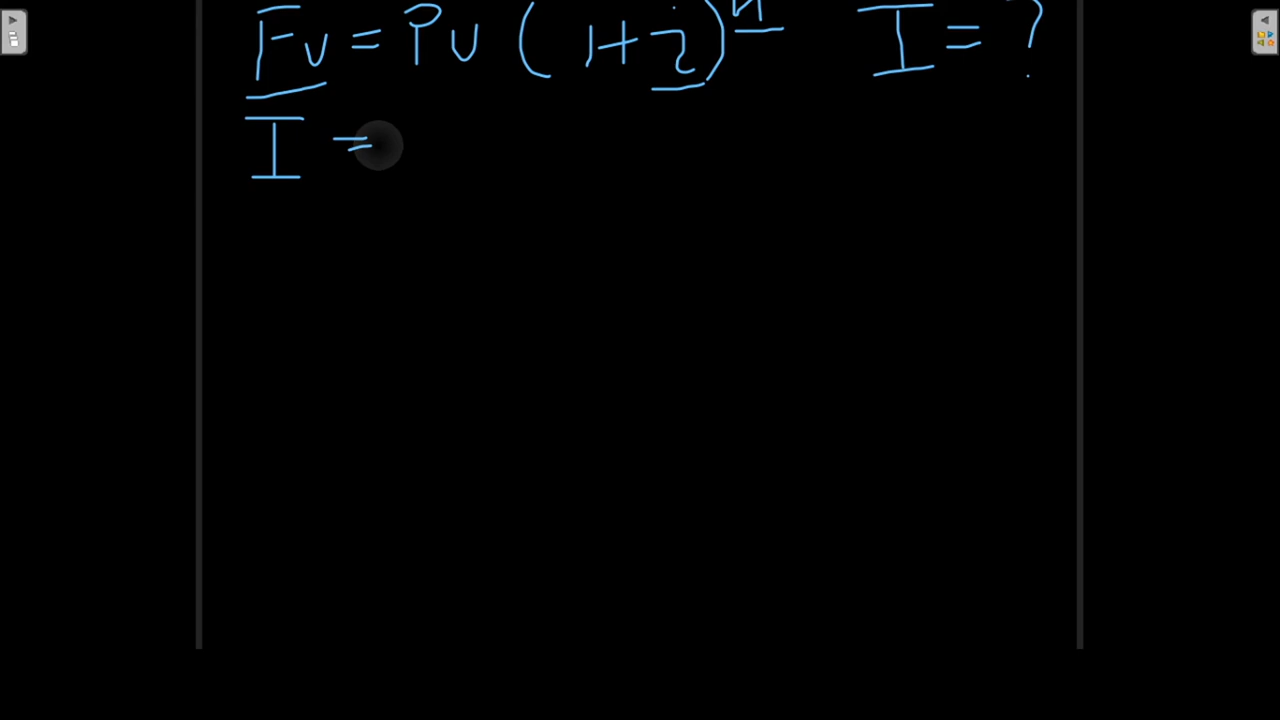 Fv = Pv (1+i)^n I = ?
I =